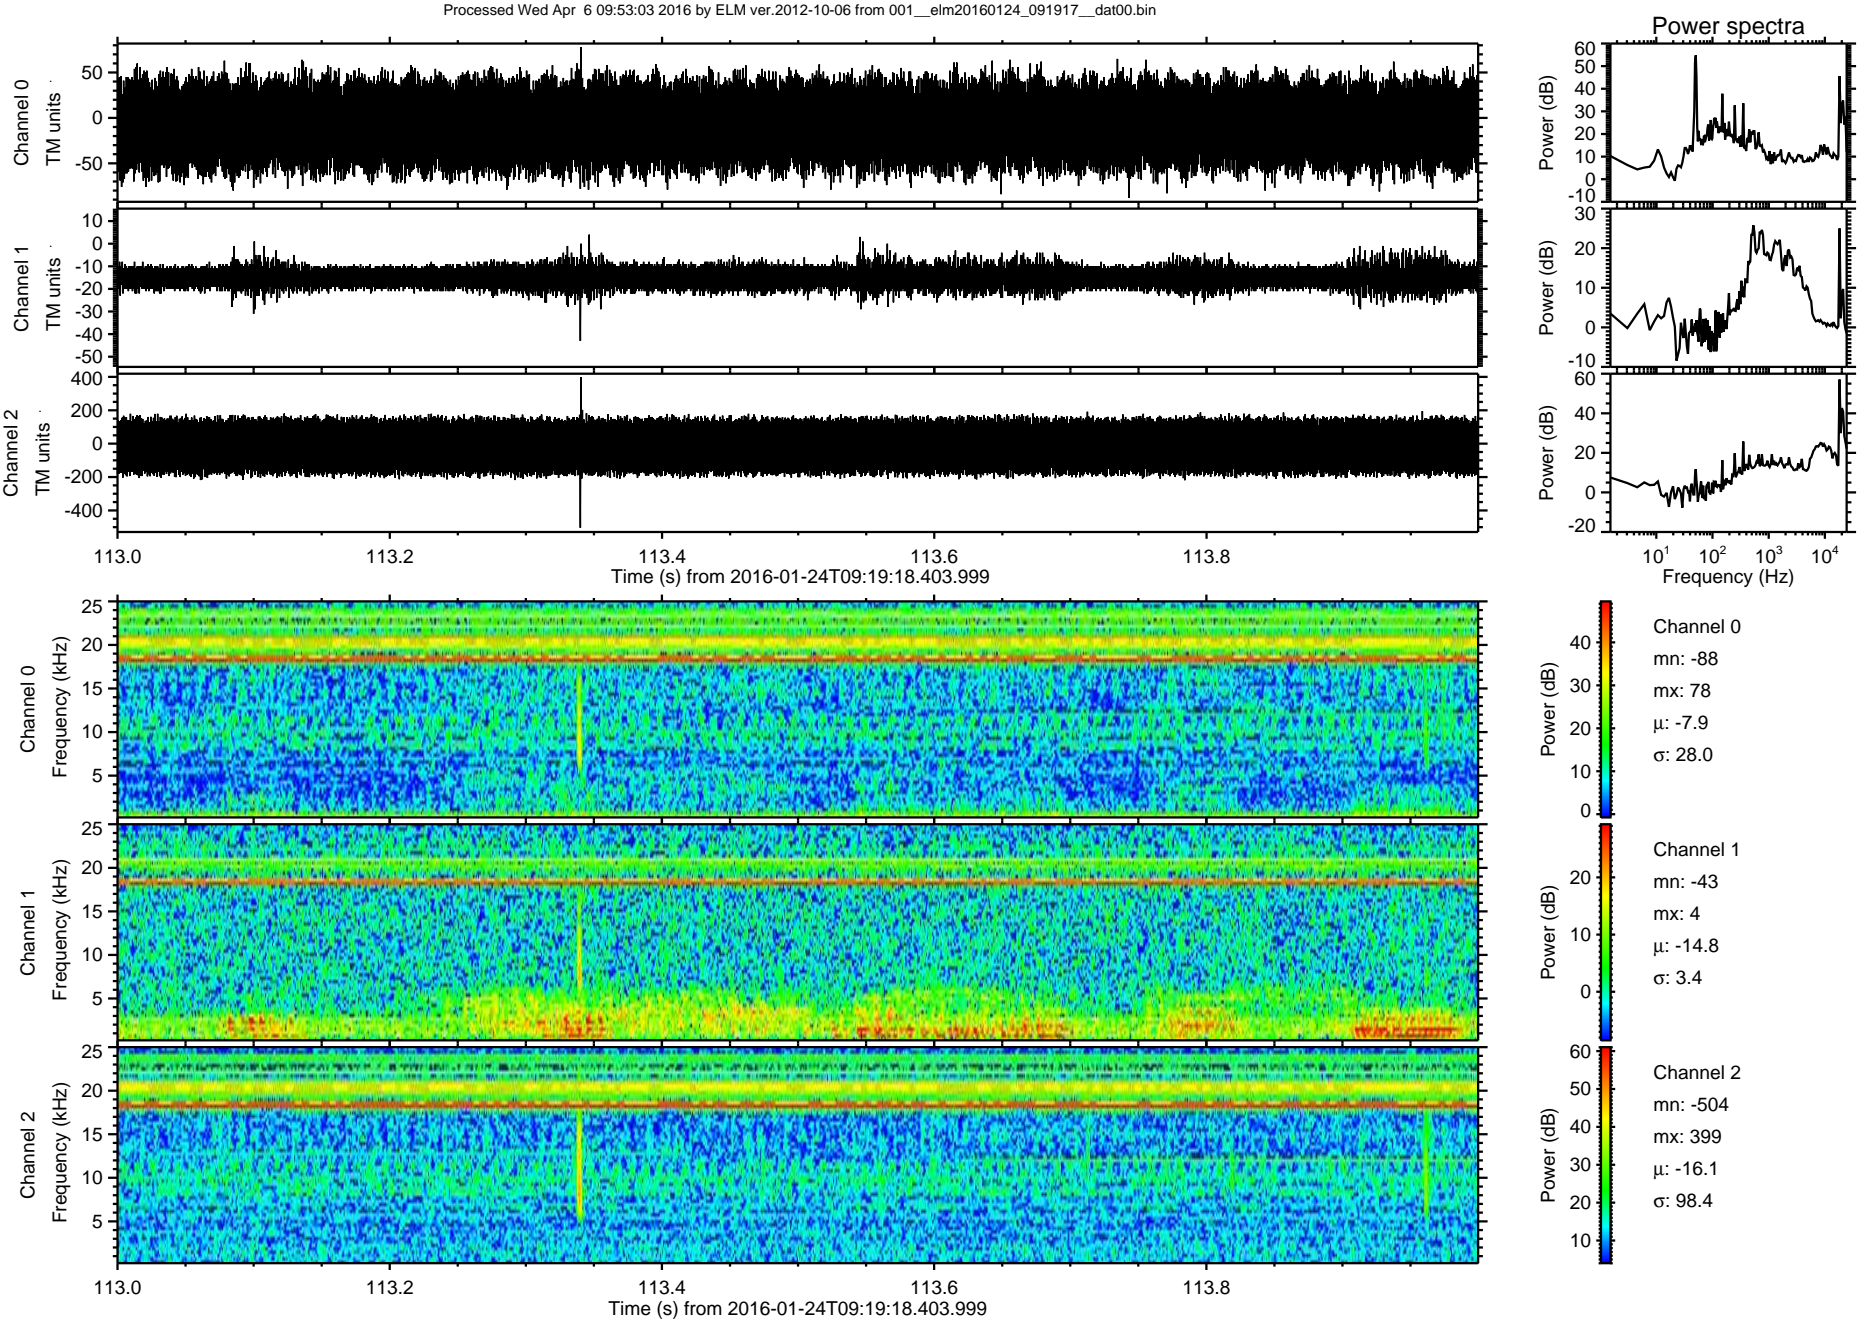 Processed Wed Apr  6 09:53:03 2016 by ELM ver.2012-10-06 from 001__elm20160124_091917__dat00.bin
Power spectra
Channel 0
TM units
50
0
-50
Power (dB)
60
50
40
30
20
10
0
-10
Channel 1
TM units
10
0
-10
-20
-30
-40
-50
Power (dB)
30
20
10
0
-10
Channel 2
TM units
400
200
0
-200
-400
Power (dB)
60
40
20
0
-20
113.0
113.2
113.4
113.6
113.8
Time (s) from 2016-01-24T09:19:18.403.999
10¹
10²
10³
10⁴
Frequency (Hz)
Channel 0
Frequency (kHz)
25
20
15
10
5
Power (dB)
40
30
20
10
0
Channel 0
mn: -88
mx: 78
μ: -7.9
σ: 28.0
Channel 1
Frequency (kHz)
25
20
15
10
5
Power (dB)
20
10
0
Channel 1
mn: -43
mx: 4
μ: -14.8
σ: 3.4
Channel 2
Frequency (kHz)
25
20
15
10
5
Power (dB)
60
50
40
30
20
10
Channel 2
mn: -504
mx: 399
μ: -16.1
σ: 98.4
113.0
113.2
113.4
113.6
113.8
Time (s) from 2016-01-24T09:19:18.403.999